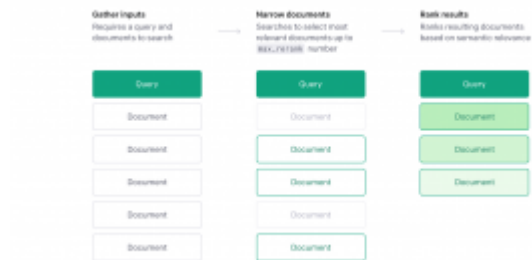 Gather inputs
Requires a query and
documents to search
Narrow documents
Searches to select most
relevant documents up to
max_rerank number
Rank results
Ranks resulting documents
based on semantic relevance
Query
Document
Document
Document
Document
Document
Query
Document
Document
Document
Document
Document
Query
Document
Document
Document